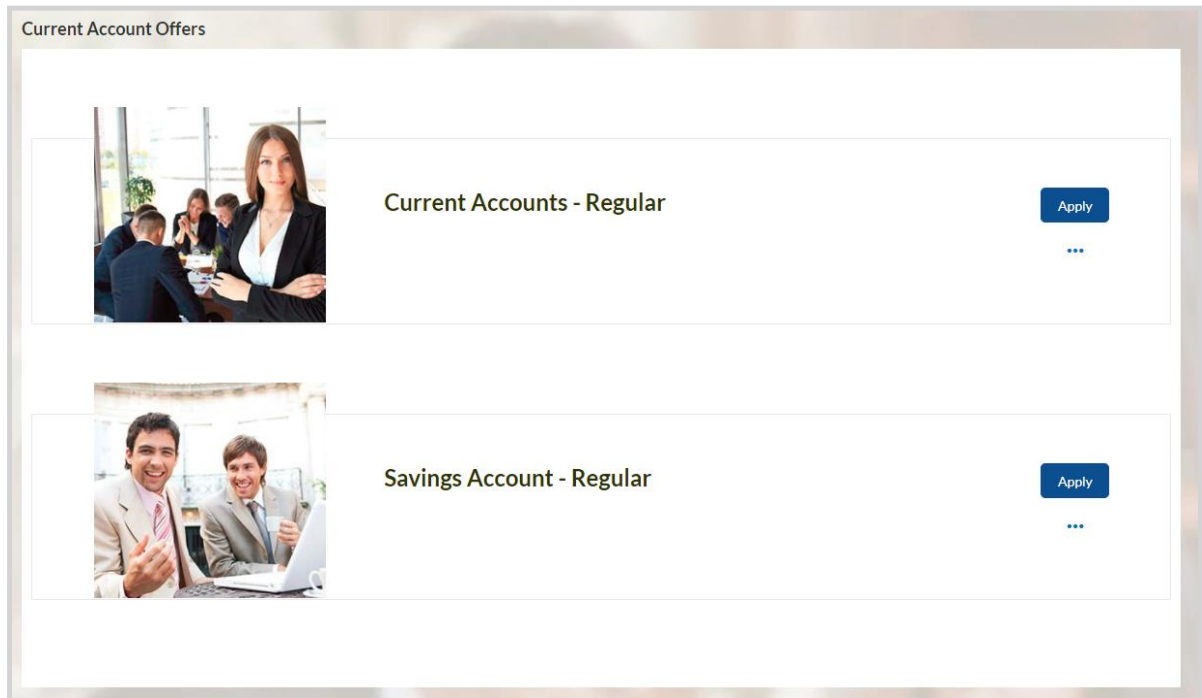 Current Account Offers
Current Accounts - Regular
Apply
Savings Account - Regular
Apply